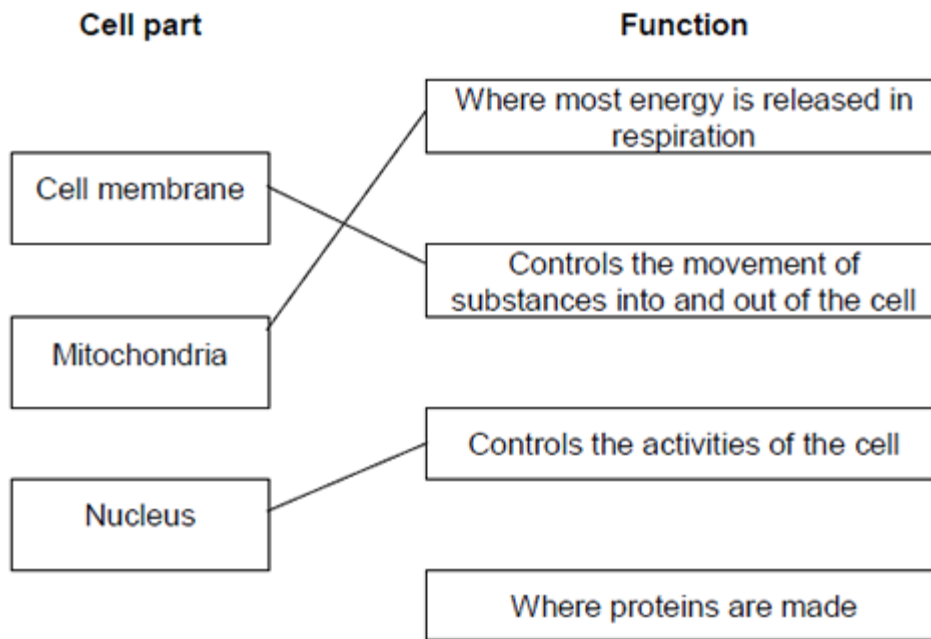 Cell part
Function
Where most energy is released in
respiration
Cell membrane
Controls the movement of
substances into and out of the cell
Mitochondria
Controls the activities of the cell
Nucleus
Where proteins are made